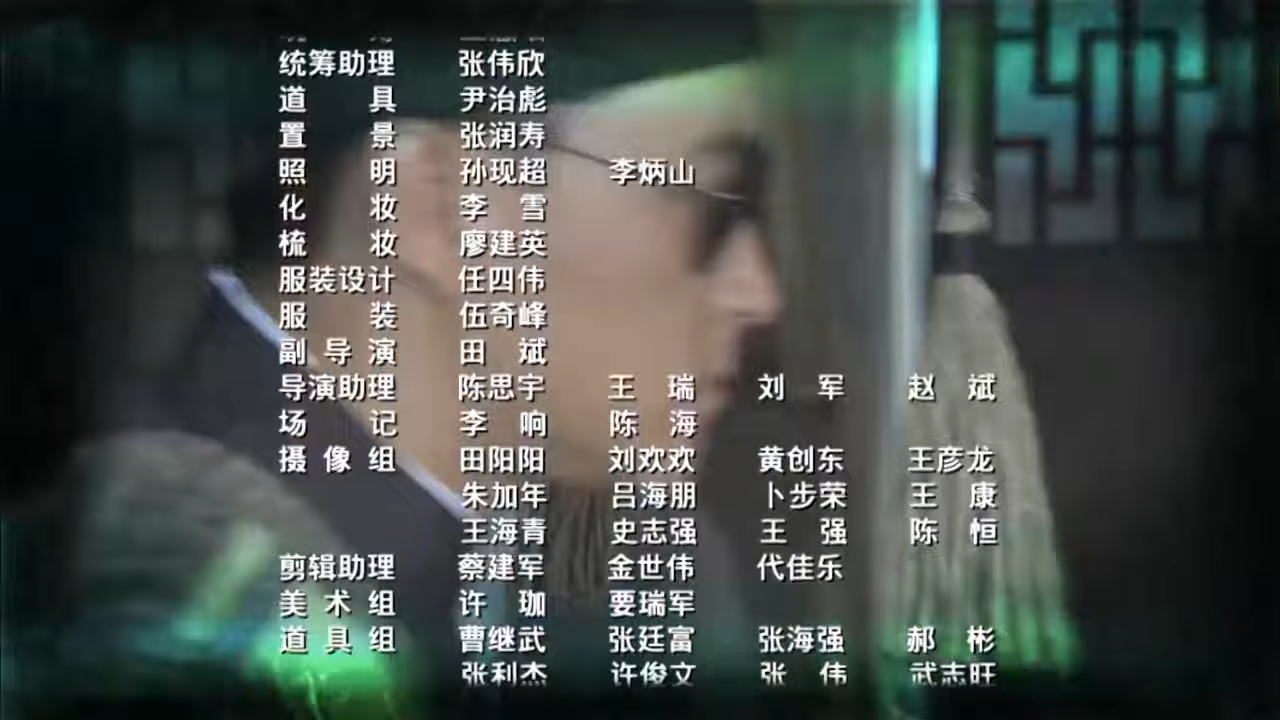 统筹助理 张伟欣
道具 尹治彪
置景 张润寿
照明 孙现超 李炳山
化妆 李雪
梳妆 廖建英
服装设计 任四伟
服装 伍奇峰
副导演 田斌
导演助理 陈思宇 王瑞 刘军 赵斌
场记 李响 陈海
摄像组 田阳阳 刘欢欢 黄创东 王彦龙
朱加年 吕海朋 卜步荣 王康
王海青 史志强 王强 陈恒
剪辑助理 蔡建军 金世伟 代佳乐
美术组 许珈 要瑞军
道具组 曹继武 张廷富 张海强 郝彬
张利杰 许俊文 张伟 武志旺